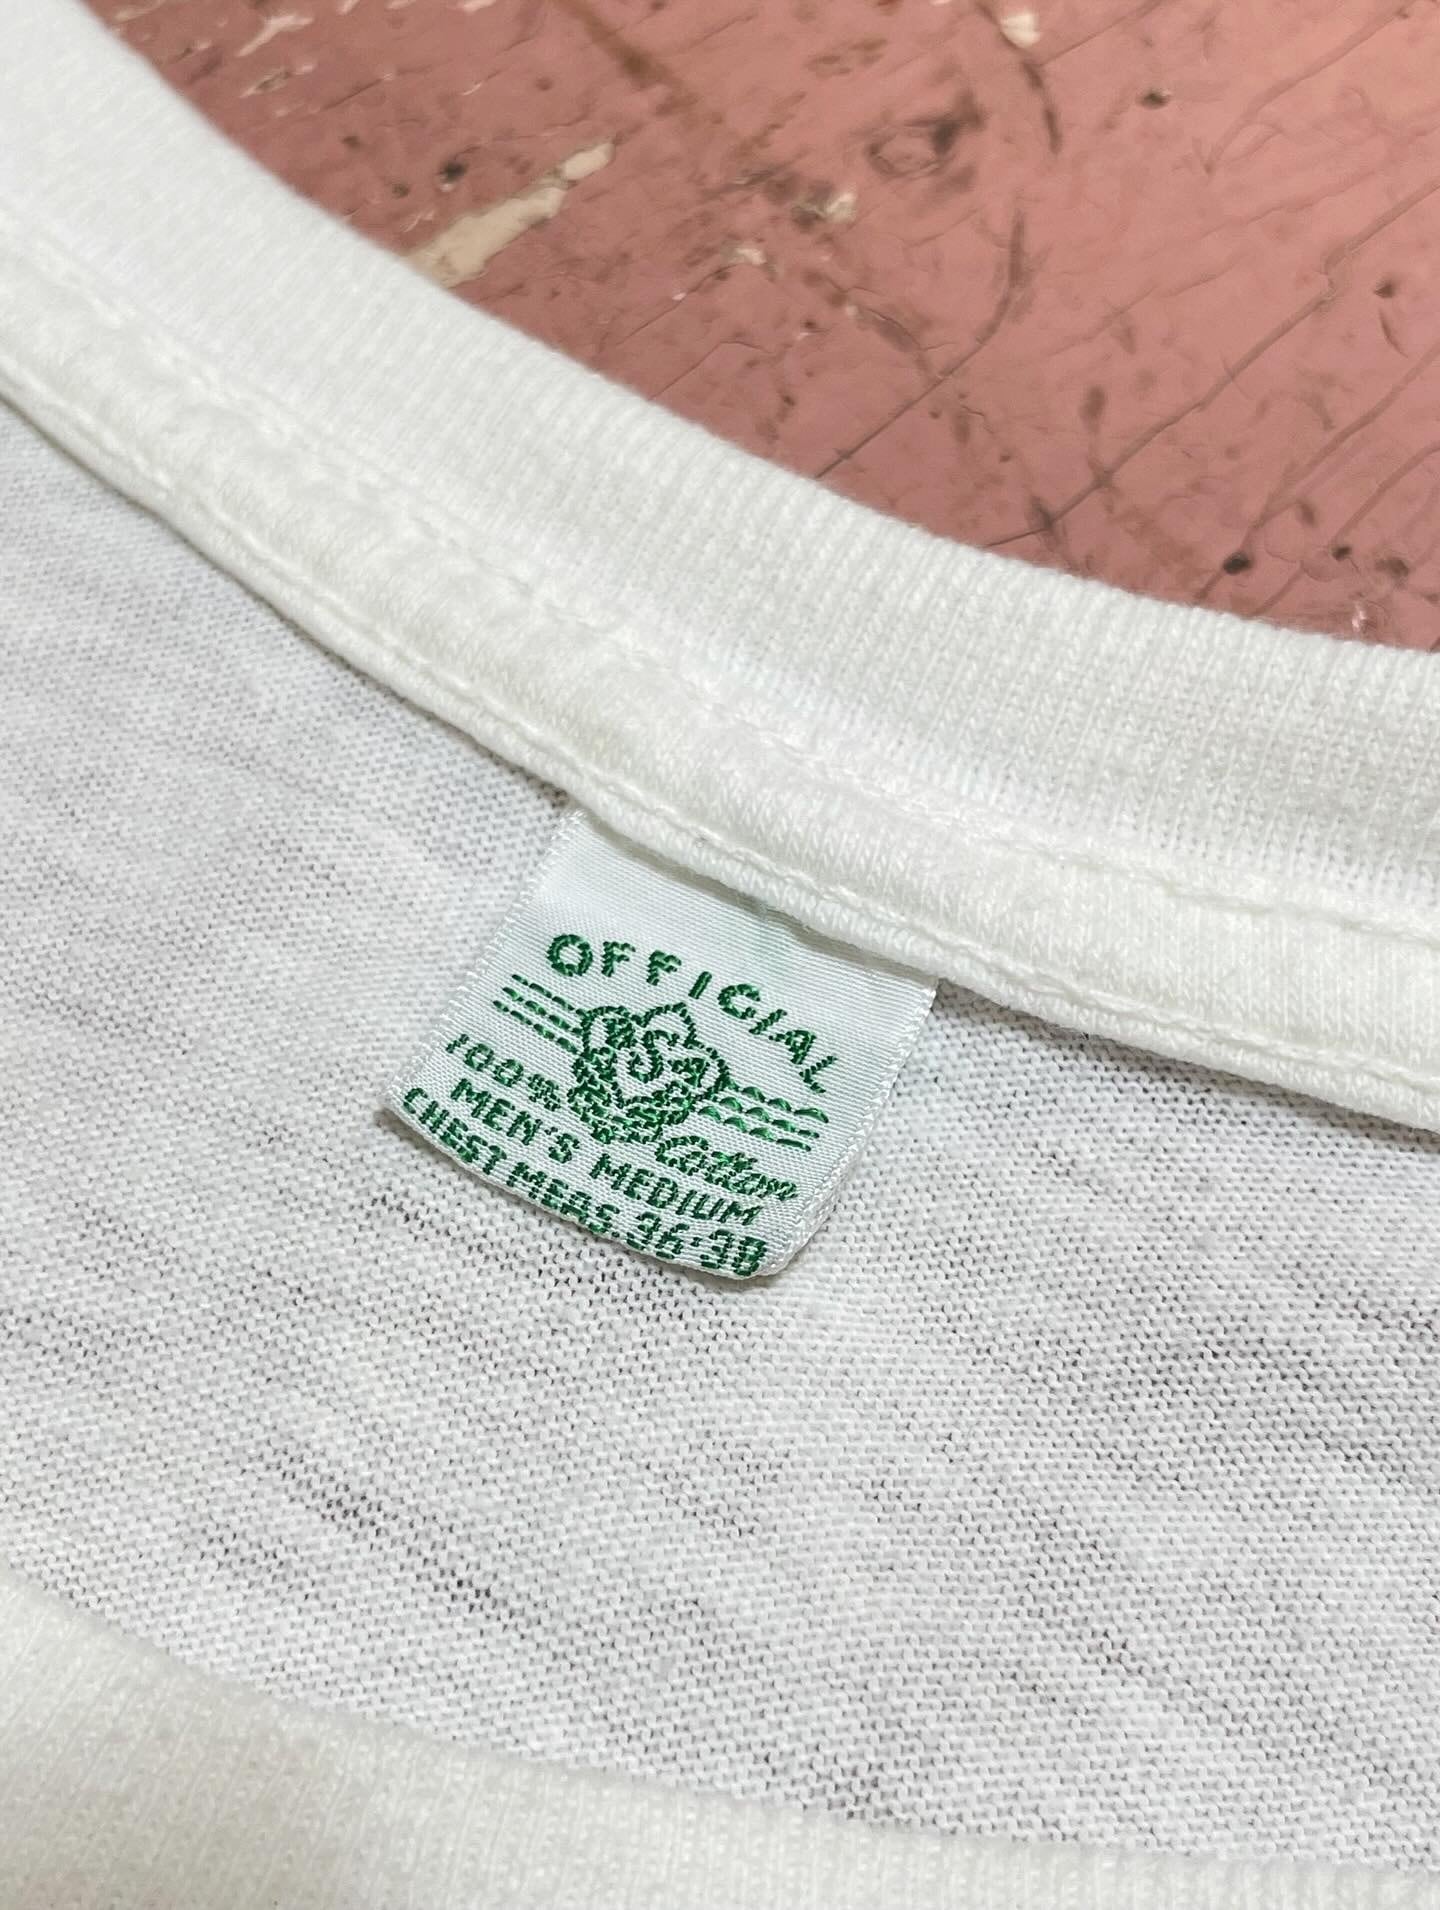 OFFICIAL
S
100% Cotton
MEN'S MEDIUM
CHEST MEAS. 36-38